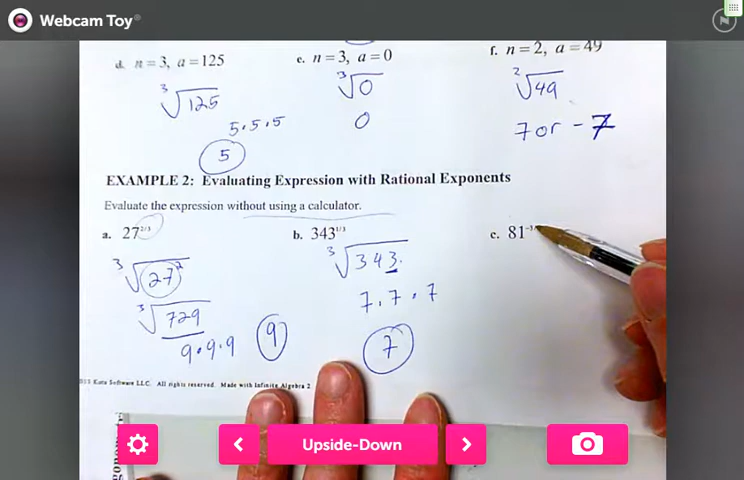 Webcam Toy
d. n = 3, a = 125
e. n = 3, a = 0
f. n = 2, a = 49
³√125
³√0
²√49
5.5.5
5
0
7 or - 7
EXAMPLE 2: Evaluating Expression with Rational Exponents
Evaluate the expression without using a calculator.
a. 27^2/3
b. 343^1/3
c. 81
³√27²
³√343
³√729
7.7.7
9.9.9
9
7
Kuta Software LLC. All rights reserved. Made with Infinite Algebra 2
Upside-Down